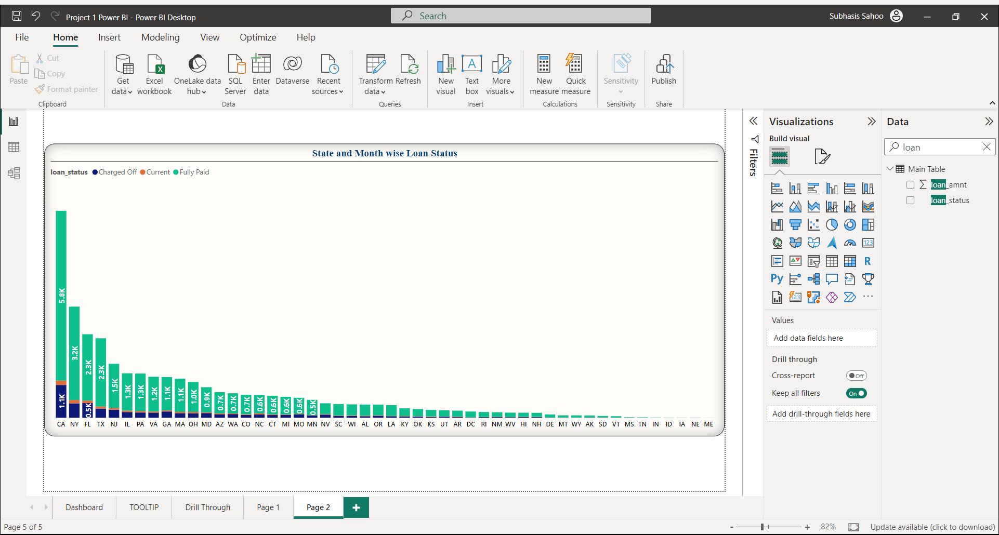 Project 1 Power BI - Power BI Desktop
Search
Subhasis Sahoo
File Home Insert Modeling View Optimize Help
Paste
Cut
Copy
Format painter
Clipboard
Get data
Excel workbook
OneLake data hub
SQL Server
Enter data
Dataverse
Recent sources
Data
Transform data
Refresh
Queries
New visual
Text box
More visuals
Insert
New measure
Quick measure
Calculations
Sensitivity
Sensitivity
Publish
Share
State and Month wise Loan Status
loan_status Charged Off Current Fully Paid
5.8K
1.1K
3.2K
2.3K
0.5K
2.3K
1.5K
1.3K
1.3K
1.2K
1.1K
1.1K
1.0K
0.9K
0.7K
0.7K
0.7K
0.6K
0.6K
0.6K
0.6K
0.5K
CA NY FL TX NJ IL PA VA GA MA OH MD AZ WA CO NC CT MI MO MN NV SC WI AL OR LA KY OK KS UT AR DC RI NM WV HI NH DE MT WY AK SD VT MS TN IN ID IA NE ME
Filters
Visualizations
Build visual
123
R
Py
123
Values
Add data fields here
Drill through
Cross-report Off
Keep all filters On
Add drill-through fields here
Data
loan
Main Table
loan_amnt
loan_status
Dashboard TOOLTIP Drill Through Page 1 Page 2 +
Page 5 of 5
- + 82%
Update available (click to download)